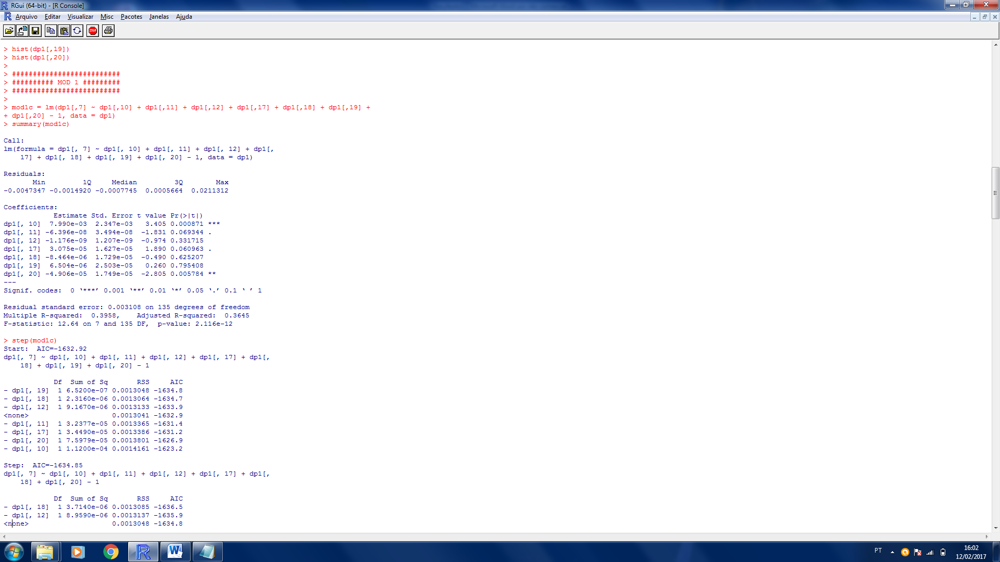 RGui (64-bit) - [R Console]
Arquivo Editar Visualizar Misc Pacotes Janelas Ajuda
STOP
> hist(dp1[,19])
> hist(dp1[,20])
>
> ##########################
> ########## MOD 1 #########
> ##########################
>
> mod1c = lm(dp1[,7] ~ dp1[,10] + dp1[,11] + dp1[,12] + dp1[,17] + dp1[,18] + dp1[,19] +
+ dp1[,20] - 1, data = dp1)
> summary(mod1c)
Call:
lm(formula = dp1[, 7] ~ dp1[, 10] + dp1[, 11] + dp1[, 12] + dp1[,
    17] + dp1[, 18] + dp1[, 19] + dp1[, 20] - 1, data = dp1)
Residuals:
       Min         1Q     Median         3Q        Max
-0.0047347 -0.0014920 -0.0007745  0.0005664  0.0211312
Coefficients:
            Estimate Std. Error t value Pr(>|t|)
dp1[, 10]  7.990e-03  2.347e-03   3.405 0.000871 ***
dp1[, 11] -6.396e-08  3.494e-08  -1.831 0.069344 .
dp1[, 12] -1.176e-09  1.207e-09  -0.974 0.331715
dp1[, 17]  3.075e-05  1.627e-05   1.890 0.060963 .
dp1[, 18] -8.464e-06  1.729e-05  -0.490 0.625207
dp1[, 19]  6.504e-06  2.503e-05   0.260 0.795408
dp1[, 20] -4.906e-05  1.749e-05  -2.805 0.005784 **
---
Signif. codes:  0 ‘***’ 0.001 ‘**’ 0.01 ‘*’ 0.05 ‘.’ 0.1 ‘ ’ 1
Residual standard error: 0.003108 on 135 degrees of freedom
Multiple R-squared:  0.3958,    Adjusted R-squared:  0.3645
F-statistic: 12.64 on 7 and 135 DF,  p-value: 2.116e-12
> step(mod1c)
Start:  AIC=-1632.92
dp1[, 7] ~ dp1[, 10] + dp1[, 11] + dp1[, 12] + dp1[, 17] + dp1[,
    18] + dp1[, 19] + dp1[, 20] - 1
            Df  Sum of Sq       RSS     AIC
- dp1[, 19]  1 6.5200e-07 0.0013048 -1634.8
- dp1[, 18]  1 2.3160e-06 0.0013064 -1634.7
- dp1[, 12]  1 9.1670e-06 0.0013133 -1633.9
<none>                    0.0013041 -1632.9
- dp1[, 11]  1 3.2377e-05 0.0013365 -1631.4
- dp1[, 17]  1 3.4490e-05 0.0013386 -1631.2
- dp1[, 20]  1 7.5979e-05 0.0013801 -1626.9
- dp1[, 10]  1 1.1200e-04 0.0014161 -1623.2
Step:  AIC=-1634.85
dp1[, 7] ~ dp1[, 10] + dp1[, 11] + dp1[, 12] + dp1[, 17] + dp1[,
    18] + dp1[, 20] - 1
            Df  Sum of Sq       RSS     AIC
- dp1[, 18]  1 3.7140e-06 0.0013085 -1636.5
- dp1[, 12]  1 8.9590e-06 0.0013137 -1635.9
<none>                    0.0013048 -1634.8
PT
16:02
12/02/2017